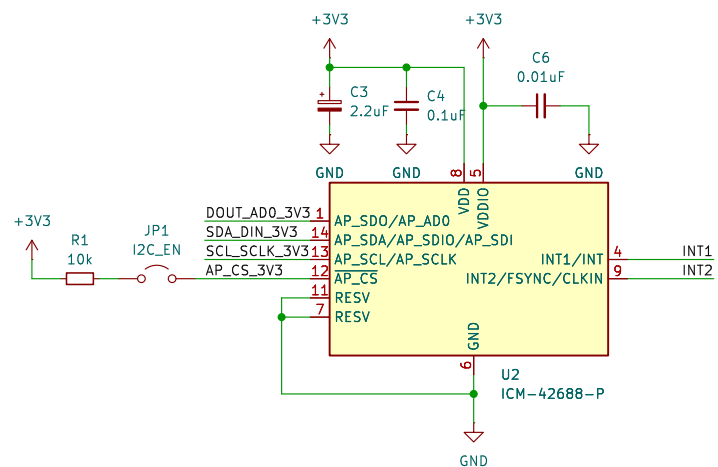 +3V3
+3V3
C6
0.01uF
C3
2.2uF
C4
0.1uF
GND
GND
GND
8
5
VDD
VDDIO
+3V3
R1
10k
JP1
I2C_EN
DOUT_AD0_3V3
1
AP_SDO/AP_AD0
SDA_DIN_3V3
14
AP_SDA/AP_SDIO/AP_SDI
SCL_SCLK_3V3
13
AP_SCL/AP_SCLK
AP_CS_3V3
12
AP_CS
11
RESV
7
RESV
INT1/INT
4
INT1
INT2/FSYNC/CLKIN
9
INT2
GND
6
U2
ICM-42688-P
GND